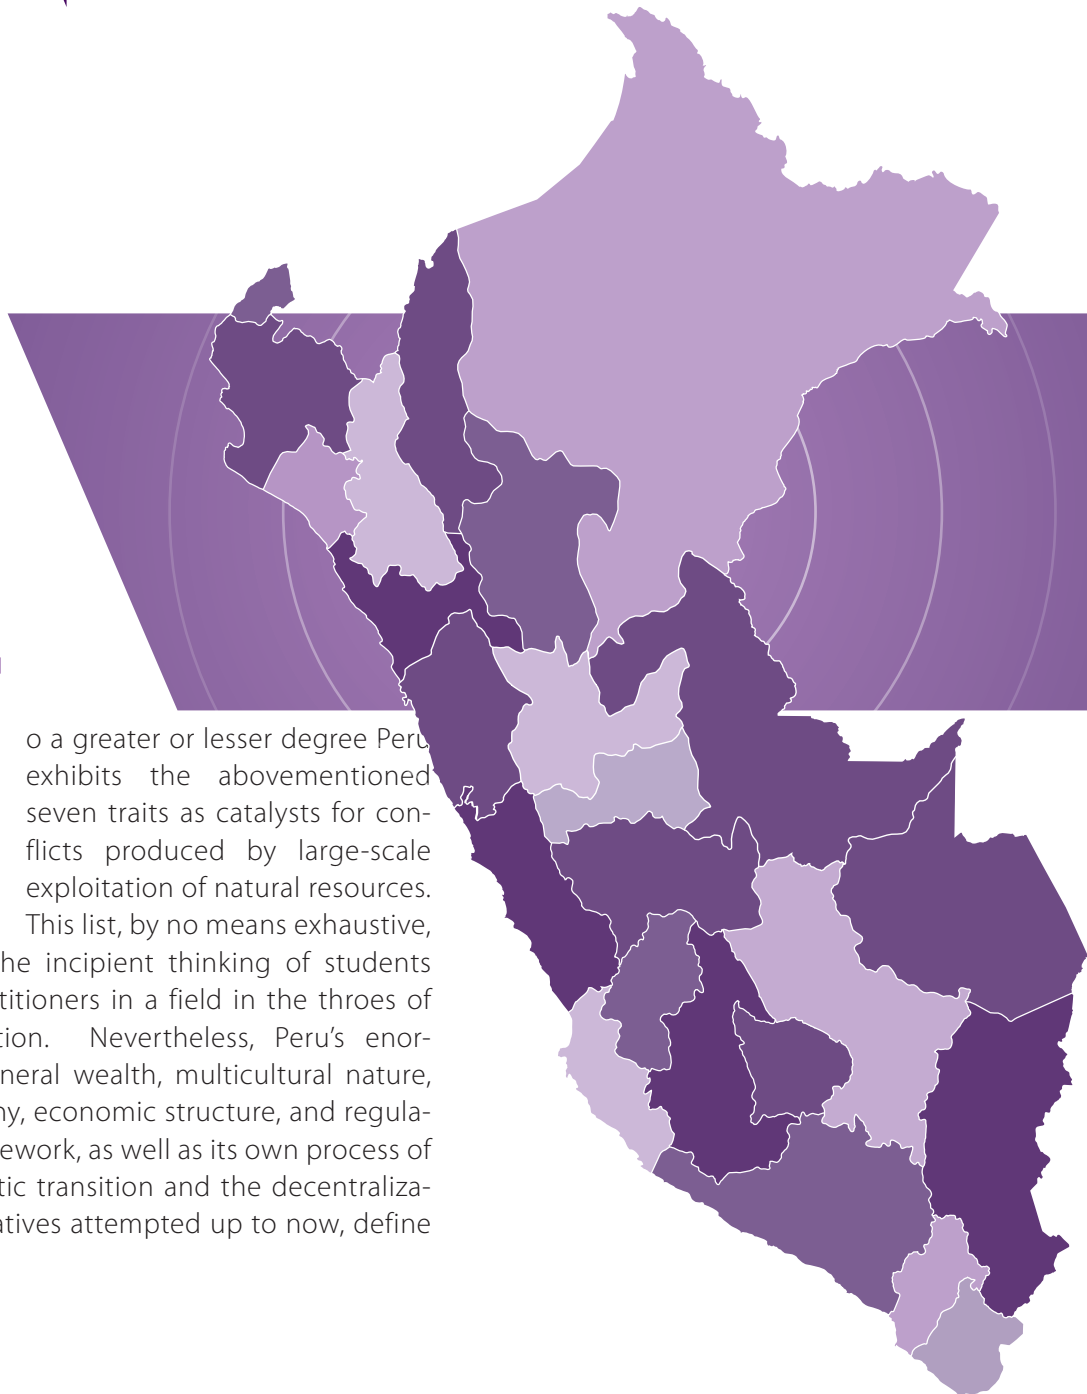 o a greater or lesser degree Peru
exhibits the abovementioned
seven traits as catalysts for con-
flicts produced by large-scale
exploitation of natural resources.
This list, by no means exhaustive,
he incipient thinking of students
titioners in a field in the throes of
tion. Nevertheless, Peru’s enor-
neral wealth, multicultural nature,
hy, economic structure, and regula-
ework, as well as its own process of
tic transition and the decentraliza-
atives attempted up to now, define